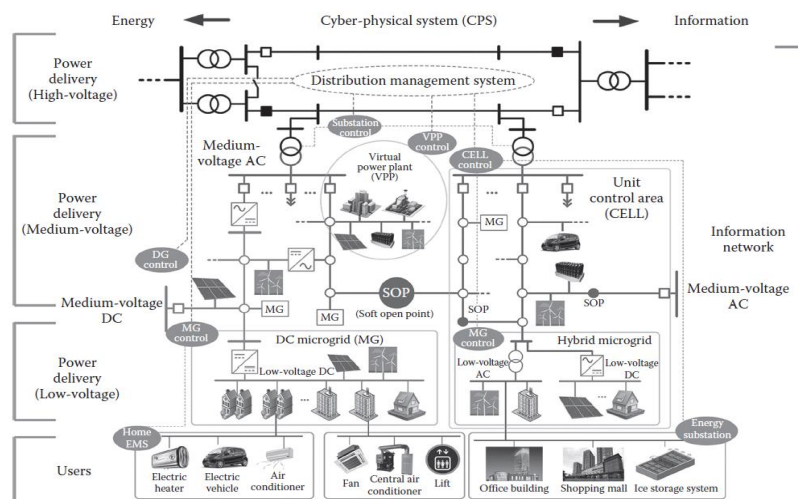 Energy
Cyber-physical system (CPS)
Information
Power
delivery
(High-voltage)
Distribution management system
Substation
control
VPP
control
CELL
control
Medium-
voltage AC
Virtual
power plant
(VPP)
Unit
control area
(CELL)
Power
delivery
(Medium-voltage)
MG
Information
network
DG
control
Medium-voltage
DC
MG
MG
SOP
(Soft open point)
SOP
SOP
Medium-voltage
AC
MG
control
DC microgrid (MG)
MG
control
Hybrid microgrid
Power
delivery
(Low-voltage)
Low-voltage DC
Low-voltage
AC
Low-voltage
DC
Home
EMS
Energy
substation
Users
Electric
heater
Electric
vehicle
Air
conditioner
Fan
Central air
conditioner
Lift
Office building
Shopping mall
Ice storage system